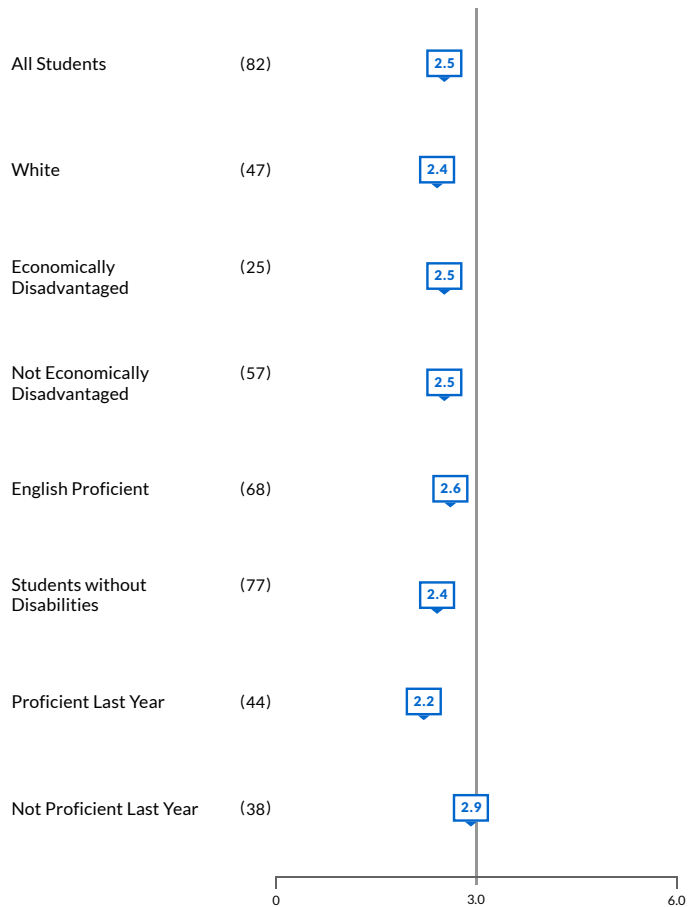 All Students (82) 2.5
White (47) 2.4
Economically (25) 2.5
Disadvantaged
Not Economically (57) 2.5
Disadvantaged
English Proficient (68) 2.6
Students without (77) 2.4
Disabilities
Proficient Last Year (44) 2.2
Not Proficient Last Year (38) 2.9
0 3.0 6.0